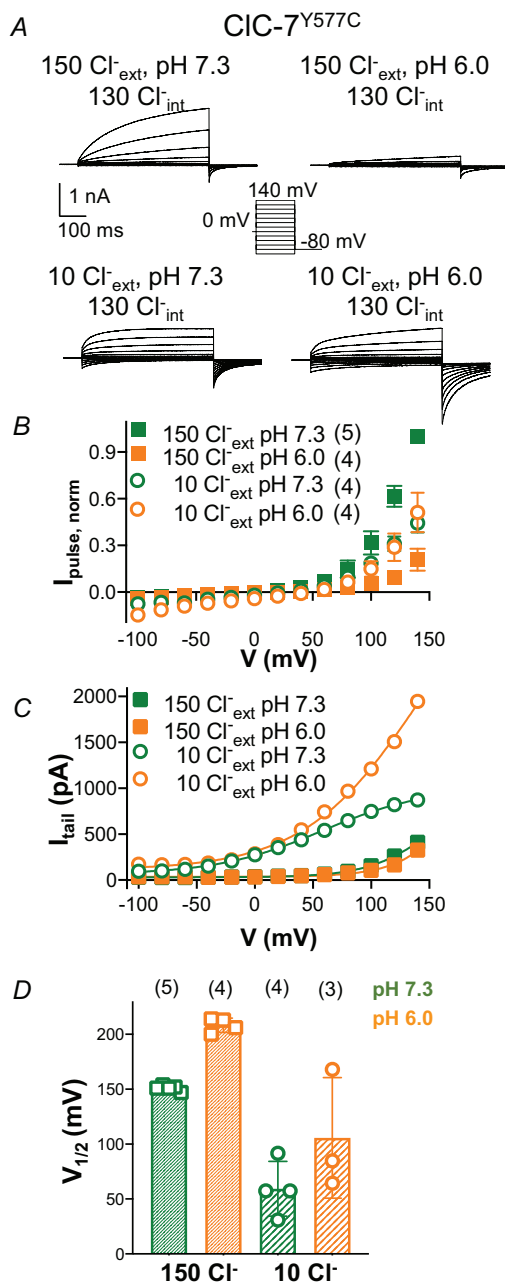 A
ClC-7Y577C
150 Cl-ext, pH 7.3
130 Cl-int
150 Cl-ext, pH 6.0
130 Cl-int
1 nA
100 ms
140 mV
0 mV
-80 mV
10 Cl-ext, pH 7.3
130 Cl-int
10 Cl-ext, pH 6.0
130 Cl-int
B
150 Cl-ext pH 7.3 (5)
150 Cl-ext pH 6.0 (4)
10 Cl-ext pH 7.3 (4)
10 Cl-ext pH 6.0 (4)
Ipulse, norm
0.9
0.6
0.3
0.0
-100 -50 0 50 100 150
V (mV)
C
150 Cl-ext pH 7.3
150 Cl-ext pH 6.0
10 Cl-ext pH 7.3
10 Cl-ext pH 6.0
Itail (pA)
2000
1500
1000
500
0
-100 -50 0 50 100 150
V (mV)
D
(5) (4) (4) (3)
pH 7.3
pH 6.0
V1/2 (mV)
200
150
100
50
0
150 Cl- 10 Cl-